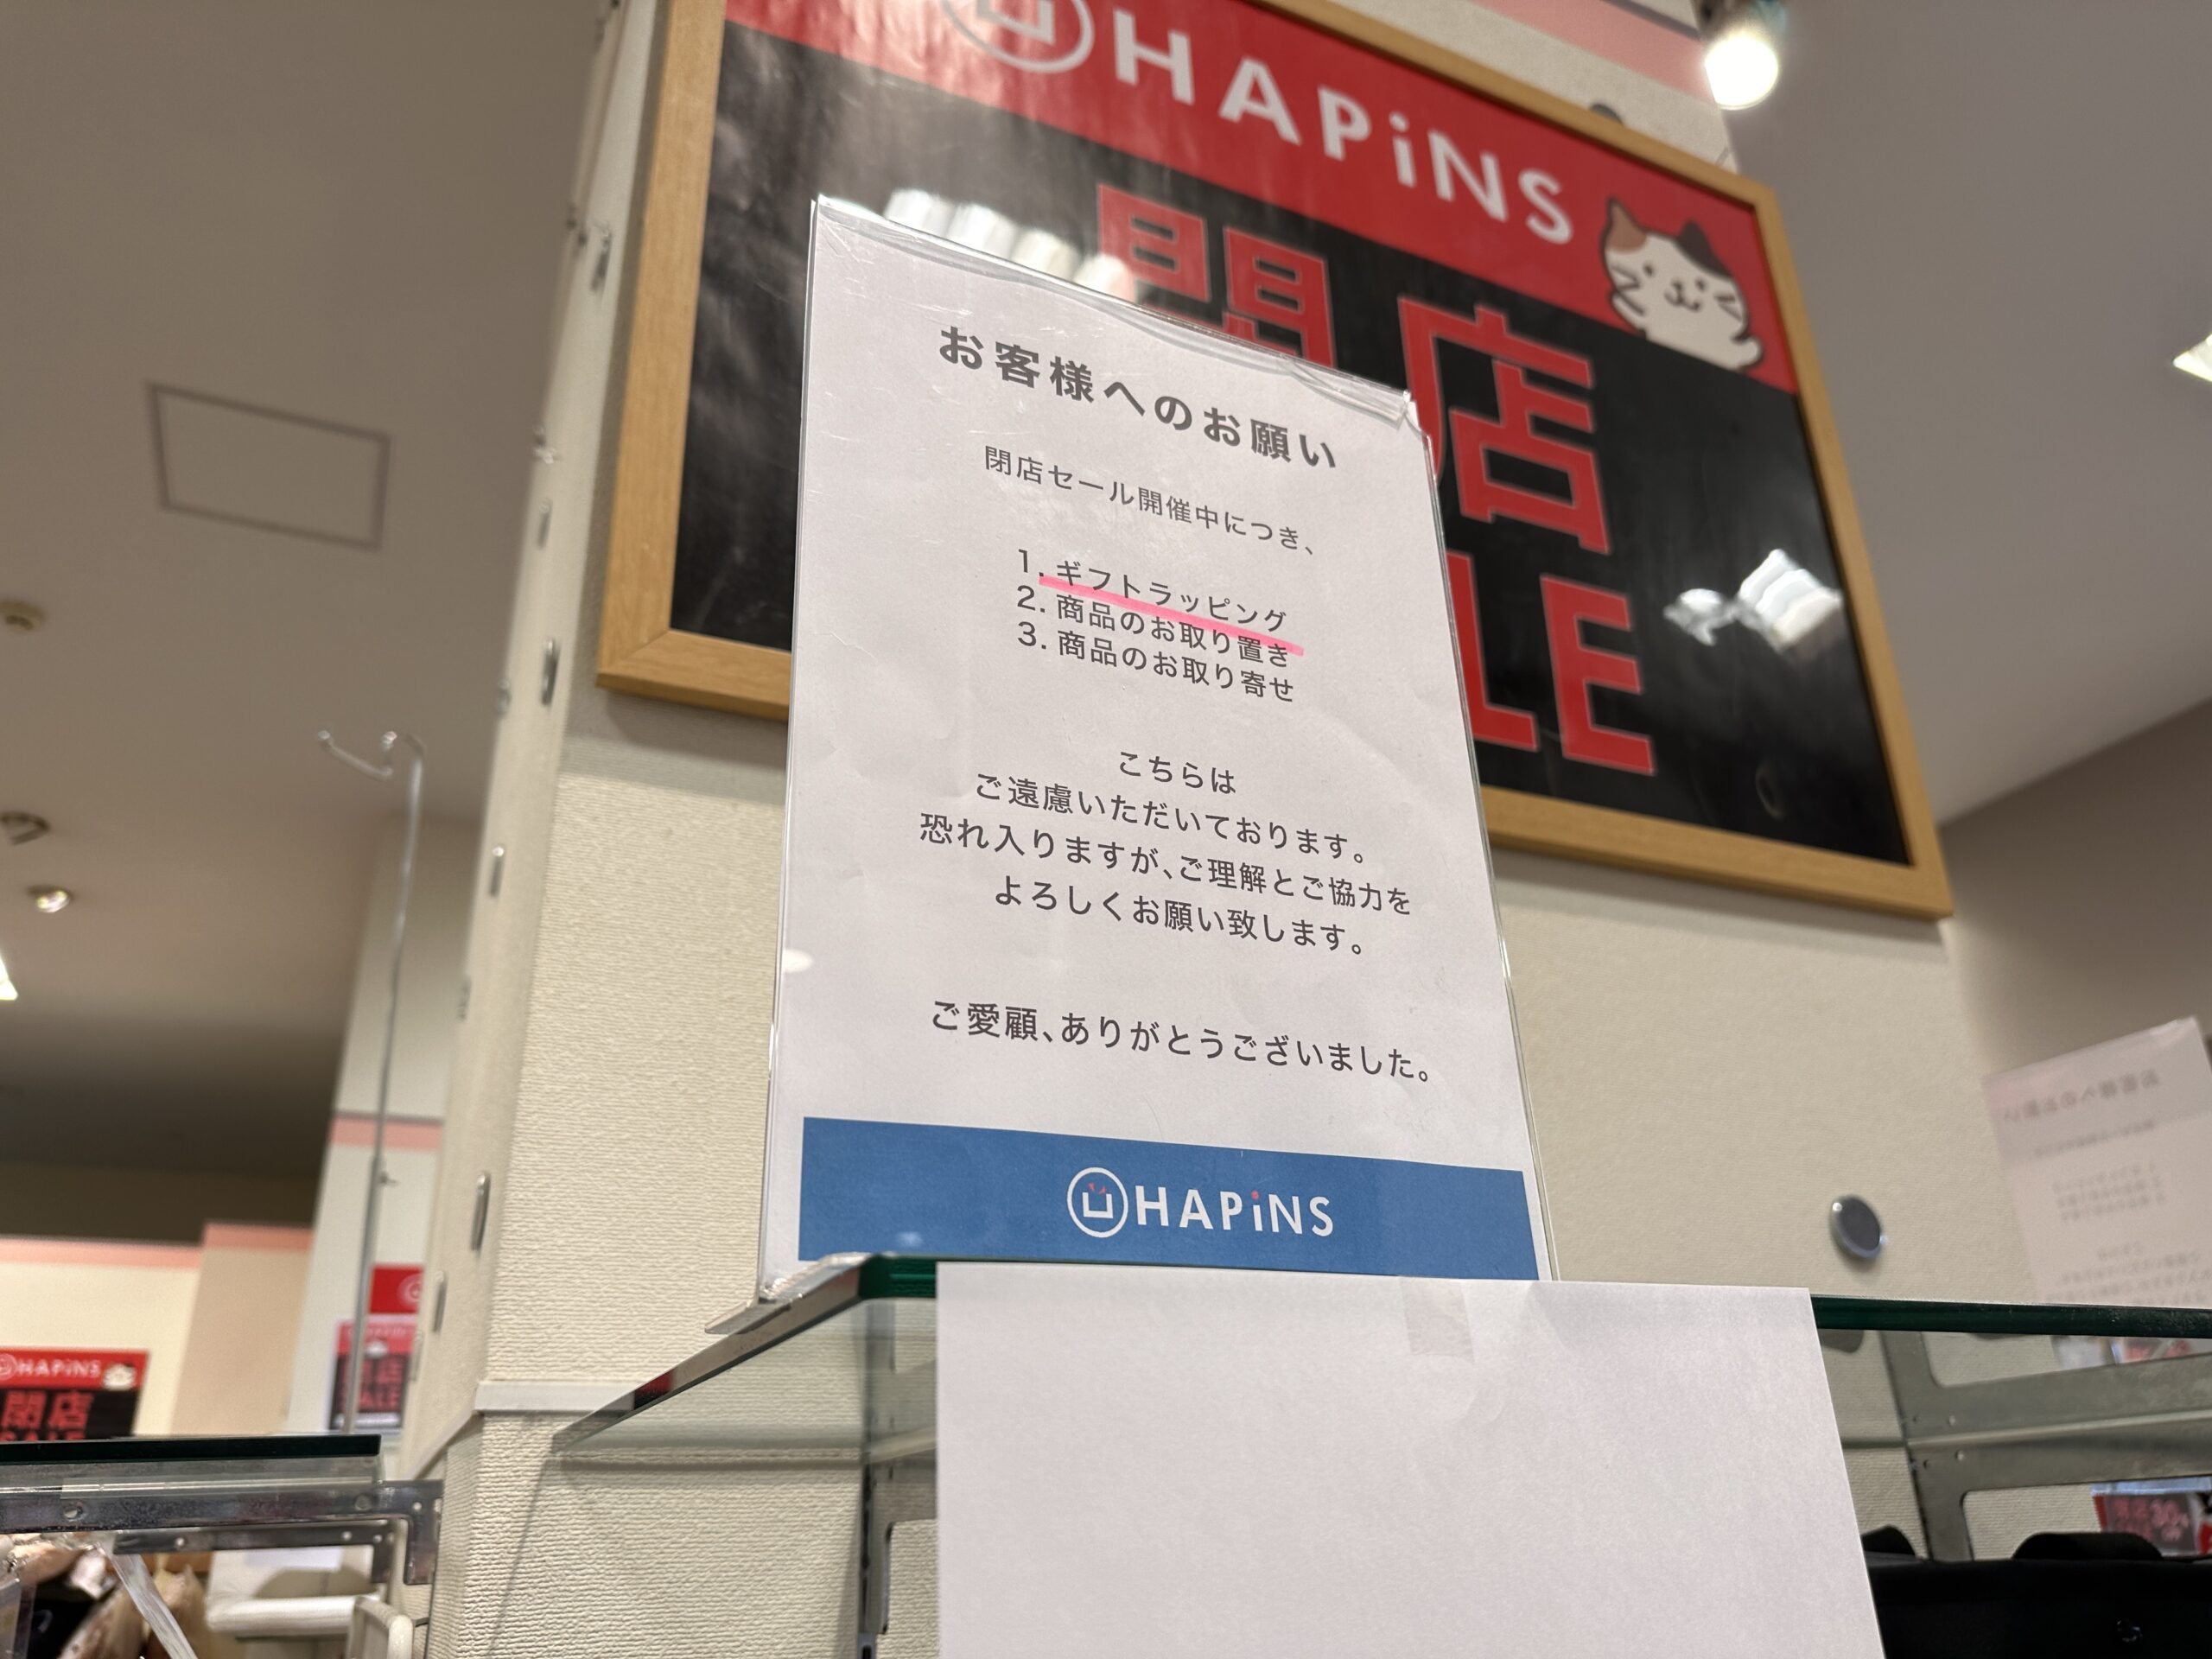 HAPiNS
閉店
お客様へのお願い
閉店セール開催中につき、
1. ギフトラッピング
2. 商品のお取り置き
3. 商品のお取り寄せ
こちらは
ご遠慮いただいております。
恐れ入りますが、ご理解とご協力を
よろしくお願い致します。
ご愛顧、ありがとうございました。
HAPiNS
HAPiNS
閉店
SALE